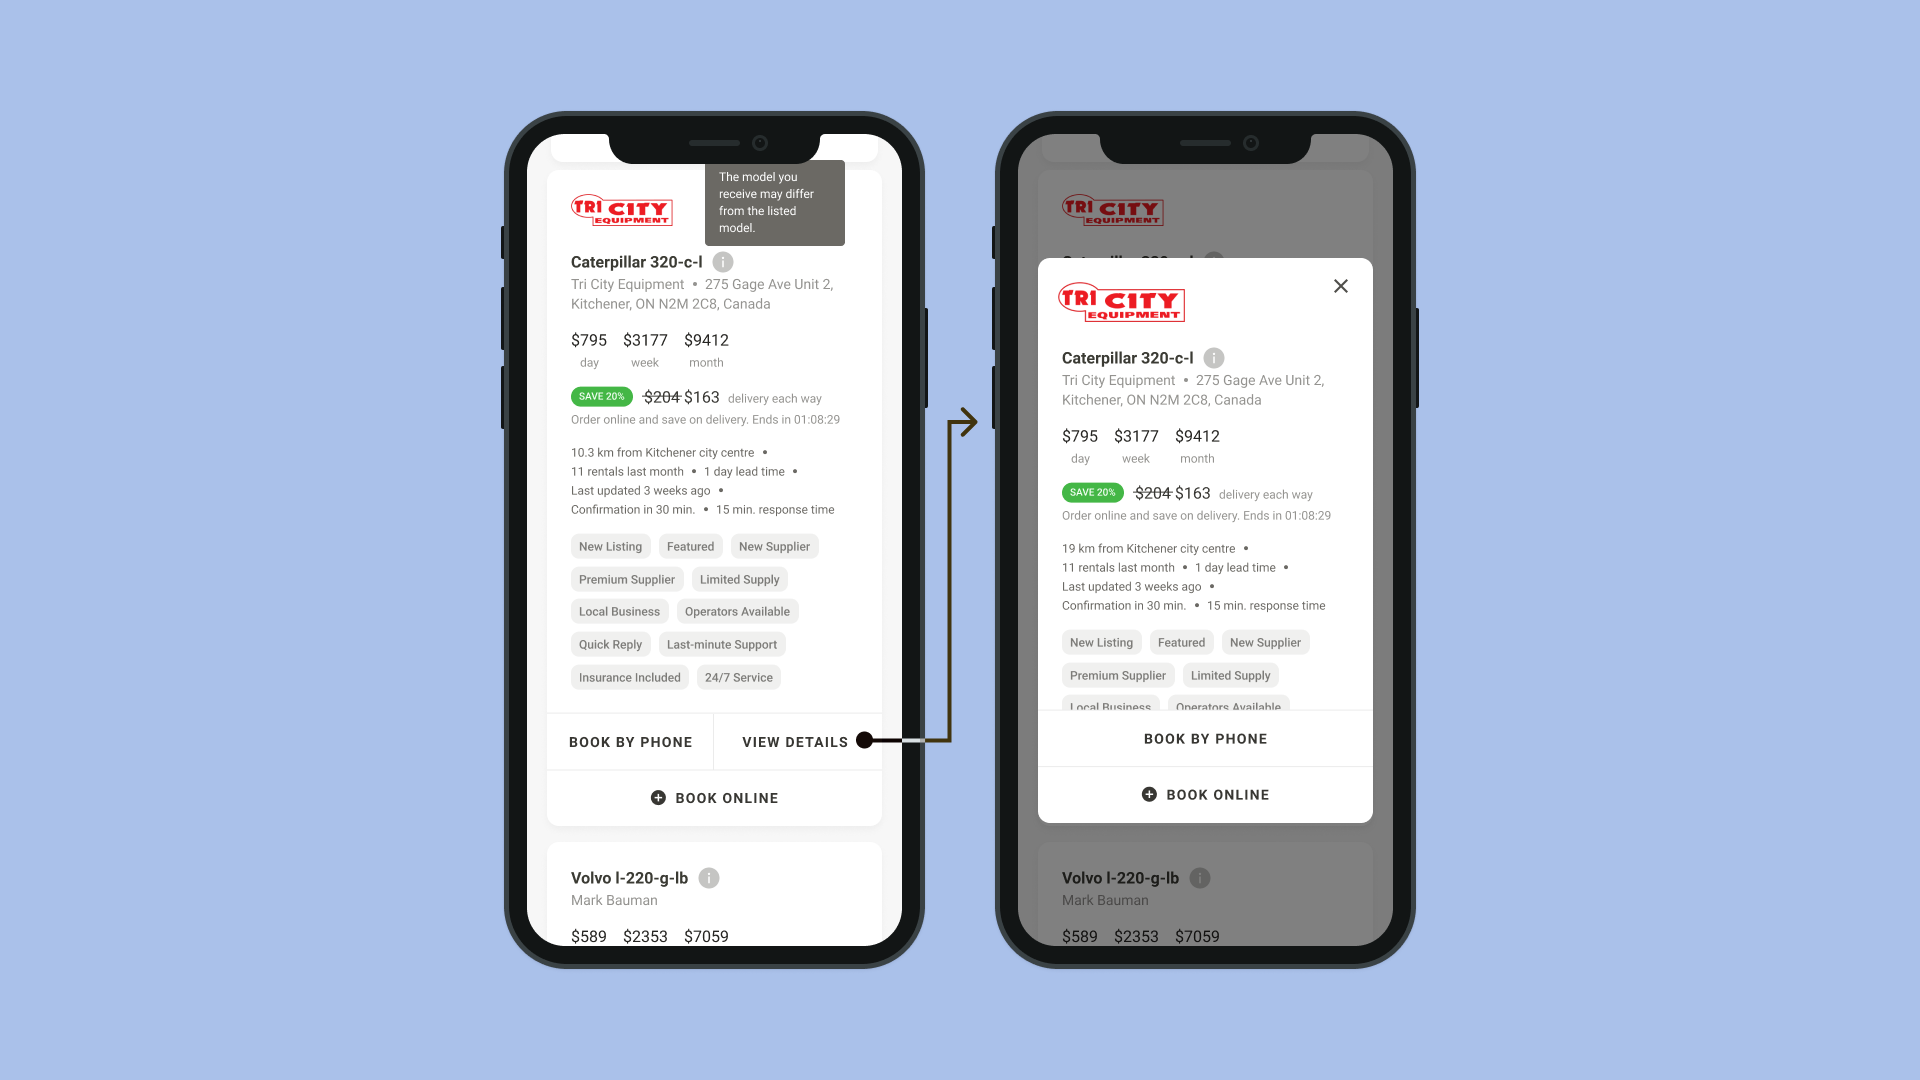 The model you
receive may differ
from the listed
model.
TRI CITY
EQUIPMENT
Caterpillar 320-c-l i
Tri City Equipment • 275 Gage Ave Unit 2,
Kitchener, ON N2M 2C8, Canada
$795 $3177 $9412
day week month
SAVE 20% $204 $163 delivery each way
Order online and save on delivery. Ends in 01:08:29
10.3 km from Kitchener city centre •
11 rentals last month • 1 day lead time •
Last updated 3 weeks ago •
Confirmation in 30 min. • 15 min. response time
New Listing Featured New Supplier
Premium Supplier Limited Supply
Local Business Operators Available
Quick Reply Last-minute Support
Insurance Included 24/7 Service
BOOK BY PHONE VIEW DETAILS
BOOK ONLINE
Volvo l-220-g-lb i
Mark Bauman
$589 $2353 $7059
TRI CITY
EQUIPMENT
Caterpillar 320-c-l
TRI CITY
EQUIPMENT
Caterpillar 320-c-l i
Tri City Equipment • 275 Gage Ave Unit 2,
Kitchener, ON N2M 2C8, Canada
$795 $3177 $9412
day week month
SAVE 20% $204 $163 delivery each way
Order online and save on delivery. Ends in 01:08:29
19 km from Kitchener city centre •
11 rentals last month • 1 day lead time •
Last updated 3 weeks ago •
Confirmation in 30 min. • 15 min. response time
New Listing Featured New Supplier
Premium Supplier Limited Supply
Local Business Operators Available
BOOK BY PHONE
BOOK ONLINE
Volvo l-220-g-lb i
Mark Bauman
$589 $2353 $7059